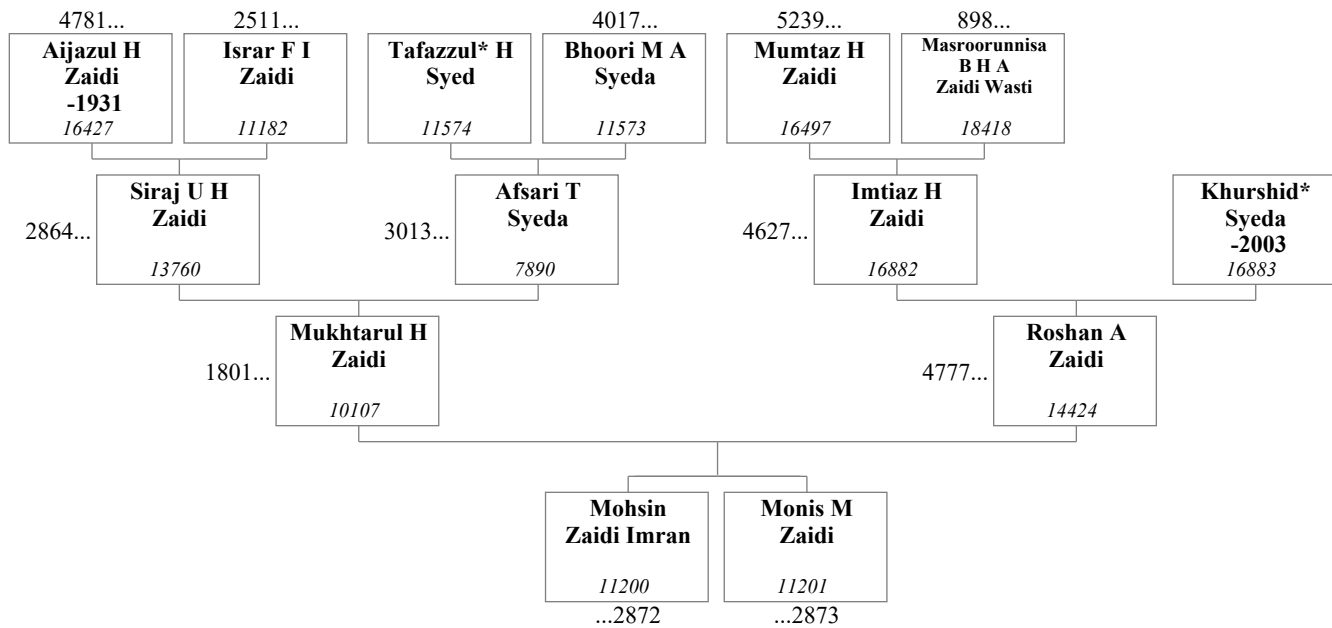 4781...
2511...
4017...
5239...
898...
Aijazul H
Zaidi
-1931
16427
Israr F I
Zaidi
11182
Tafazzul* H
Syed
11574
Bhoori M A
Syeda
11573
Mumtaz H
Zaidi
16497
Masroorunnisa
B H A
Zaidi Wasti
18418
2864...
Siraj U H
Zaidi
13760
3013...
Afsari T
Syeda
7890
4627...
Imtiaz H
Zaidi
16882
Khurshid*
Syeda
-2003
16883
1801...
Mukhtarul H
Zaidi
10107
4777...
Roshan A
Zaidi
14424
Mohsin
Zaidi Imran
11200
...2872
Monis M
Zaidi
11201
...2873